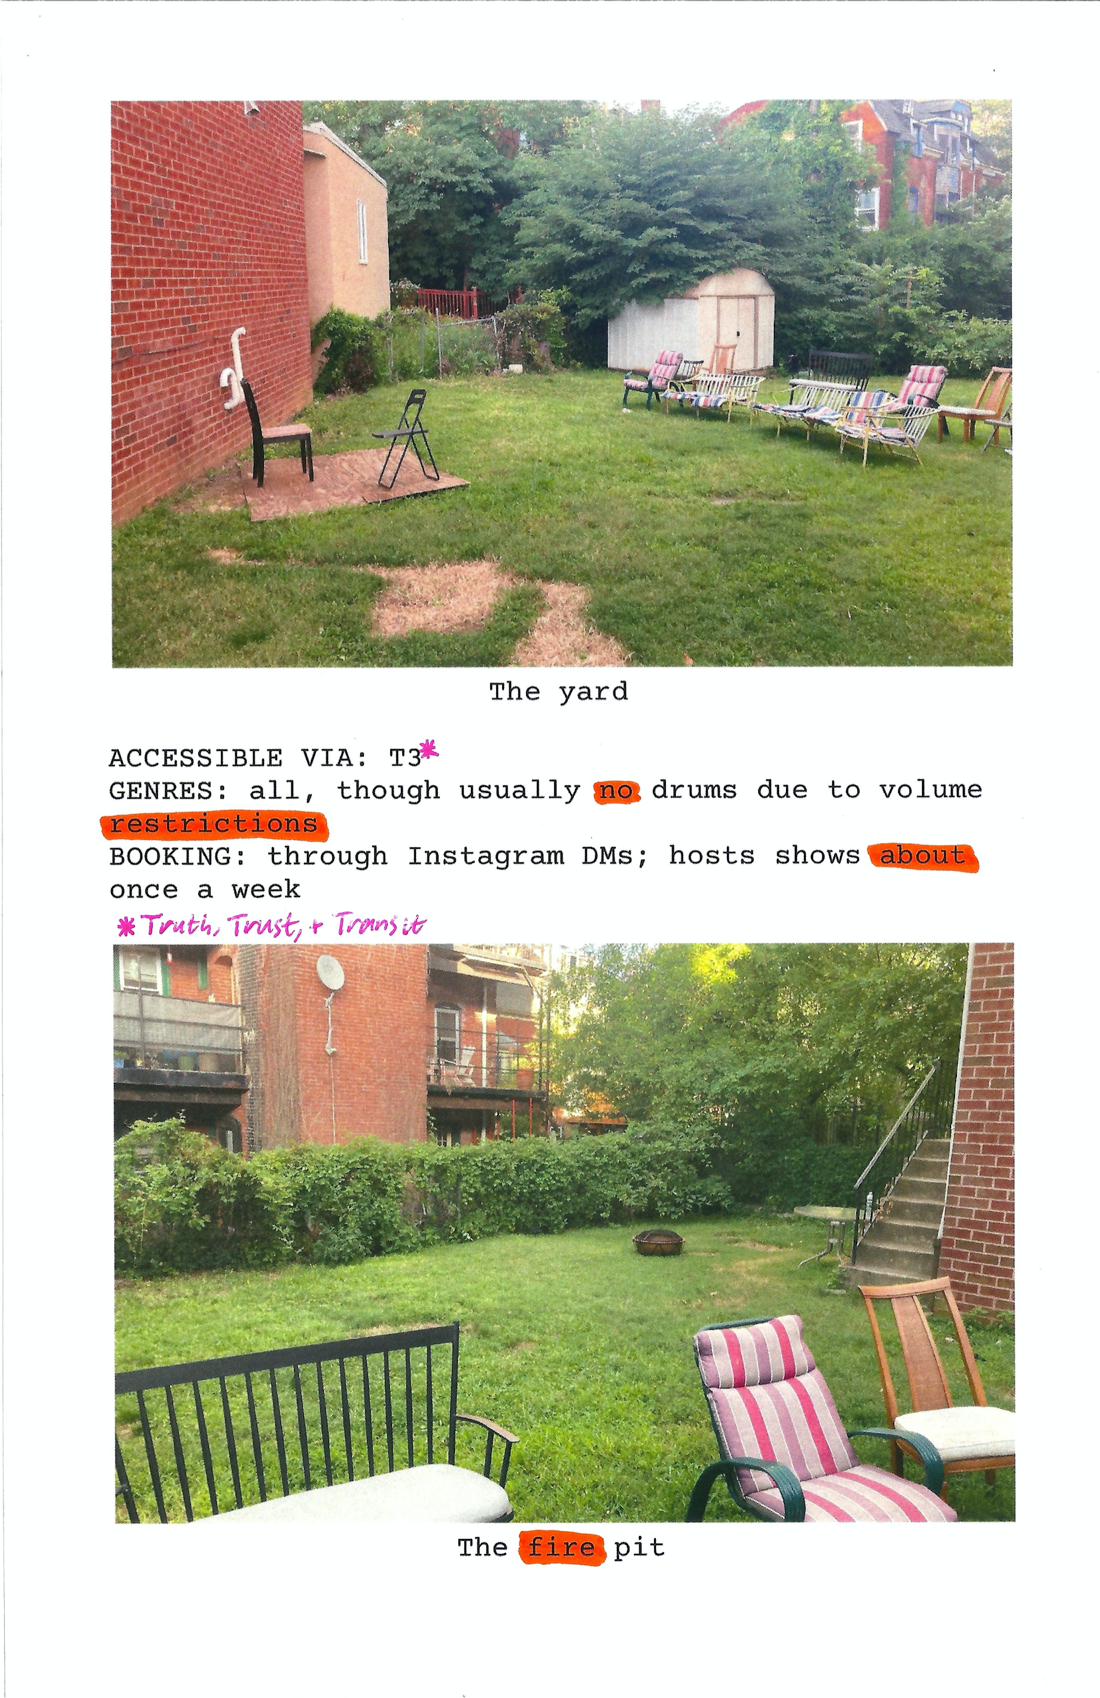 The yard
ACCESSIBLE VIA: T3*
GENRES: all, though usually no drums due to volume
restrictions
BOOKING: through Instagram DMs; hosts shows about
once a week
* Truth, Trust, + Transit
The fire pit